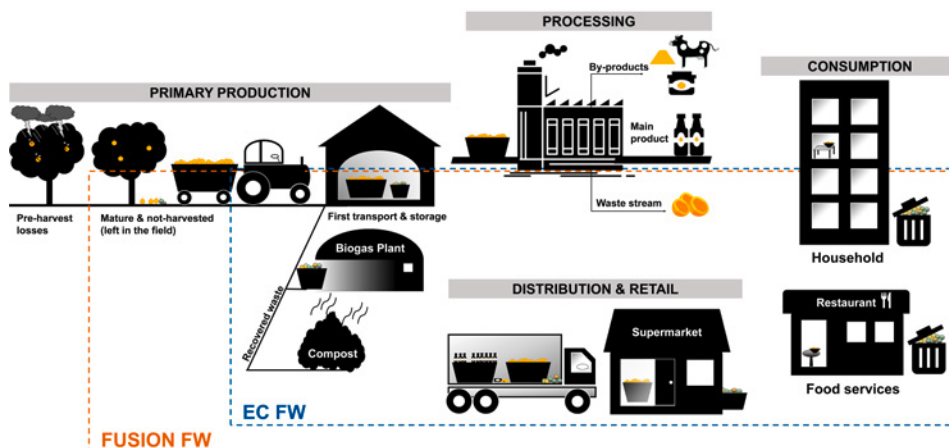 PROCESSING
By-products
Main
product
Waste stream
CONSUMPTION
Household
Restaurant
Food services
PRIMARY PRODUCTION
Pre-harvest
losses
Mature & not-harvested
(left in the field)
First transport & storage
Biogas Plant
Recovered waste
Compost
DISTRIBUTION & RETAIL
Supermarket
EC FW
FUSION FW